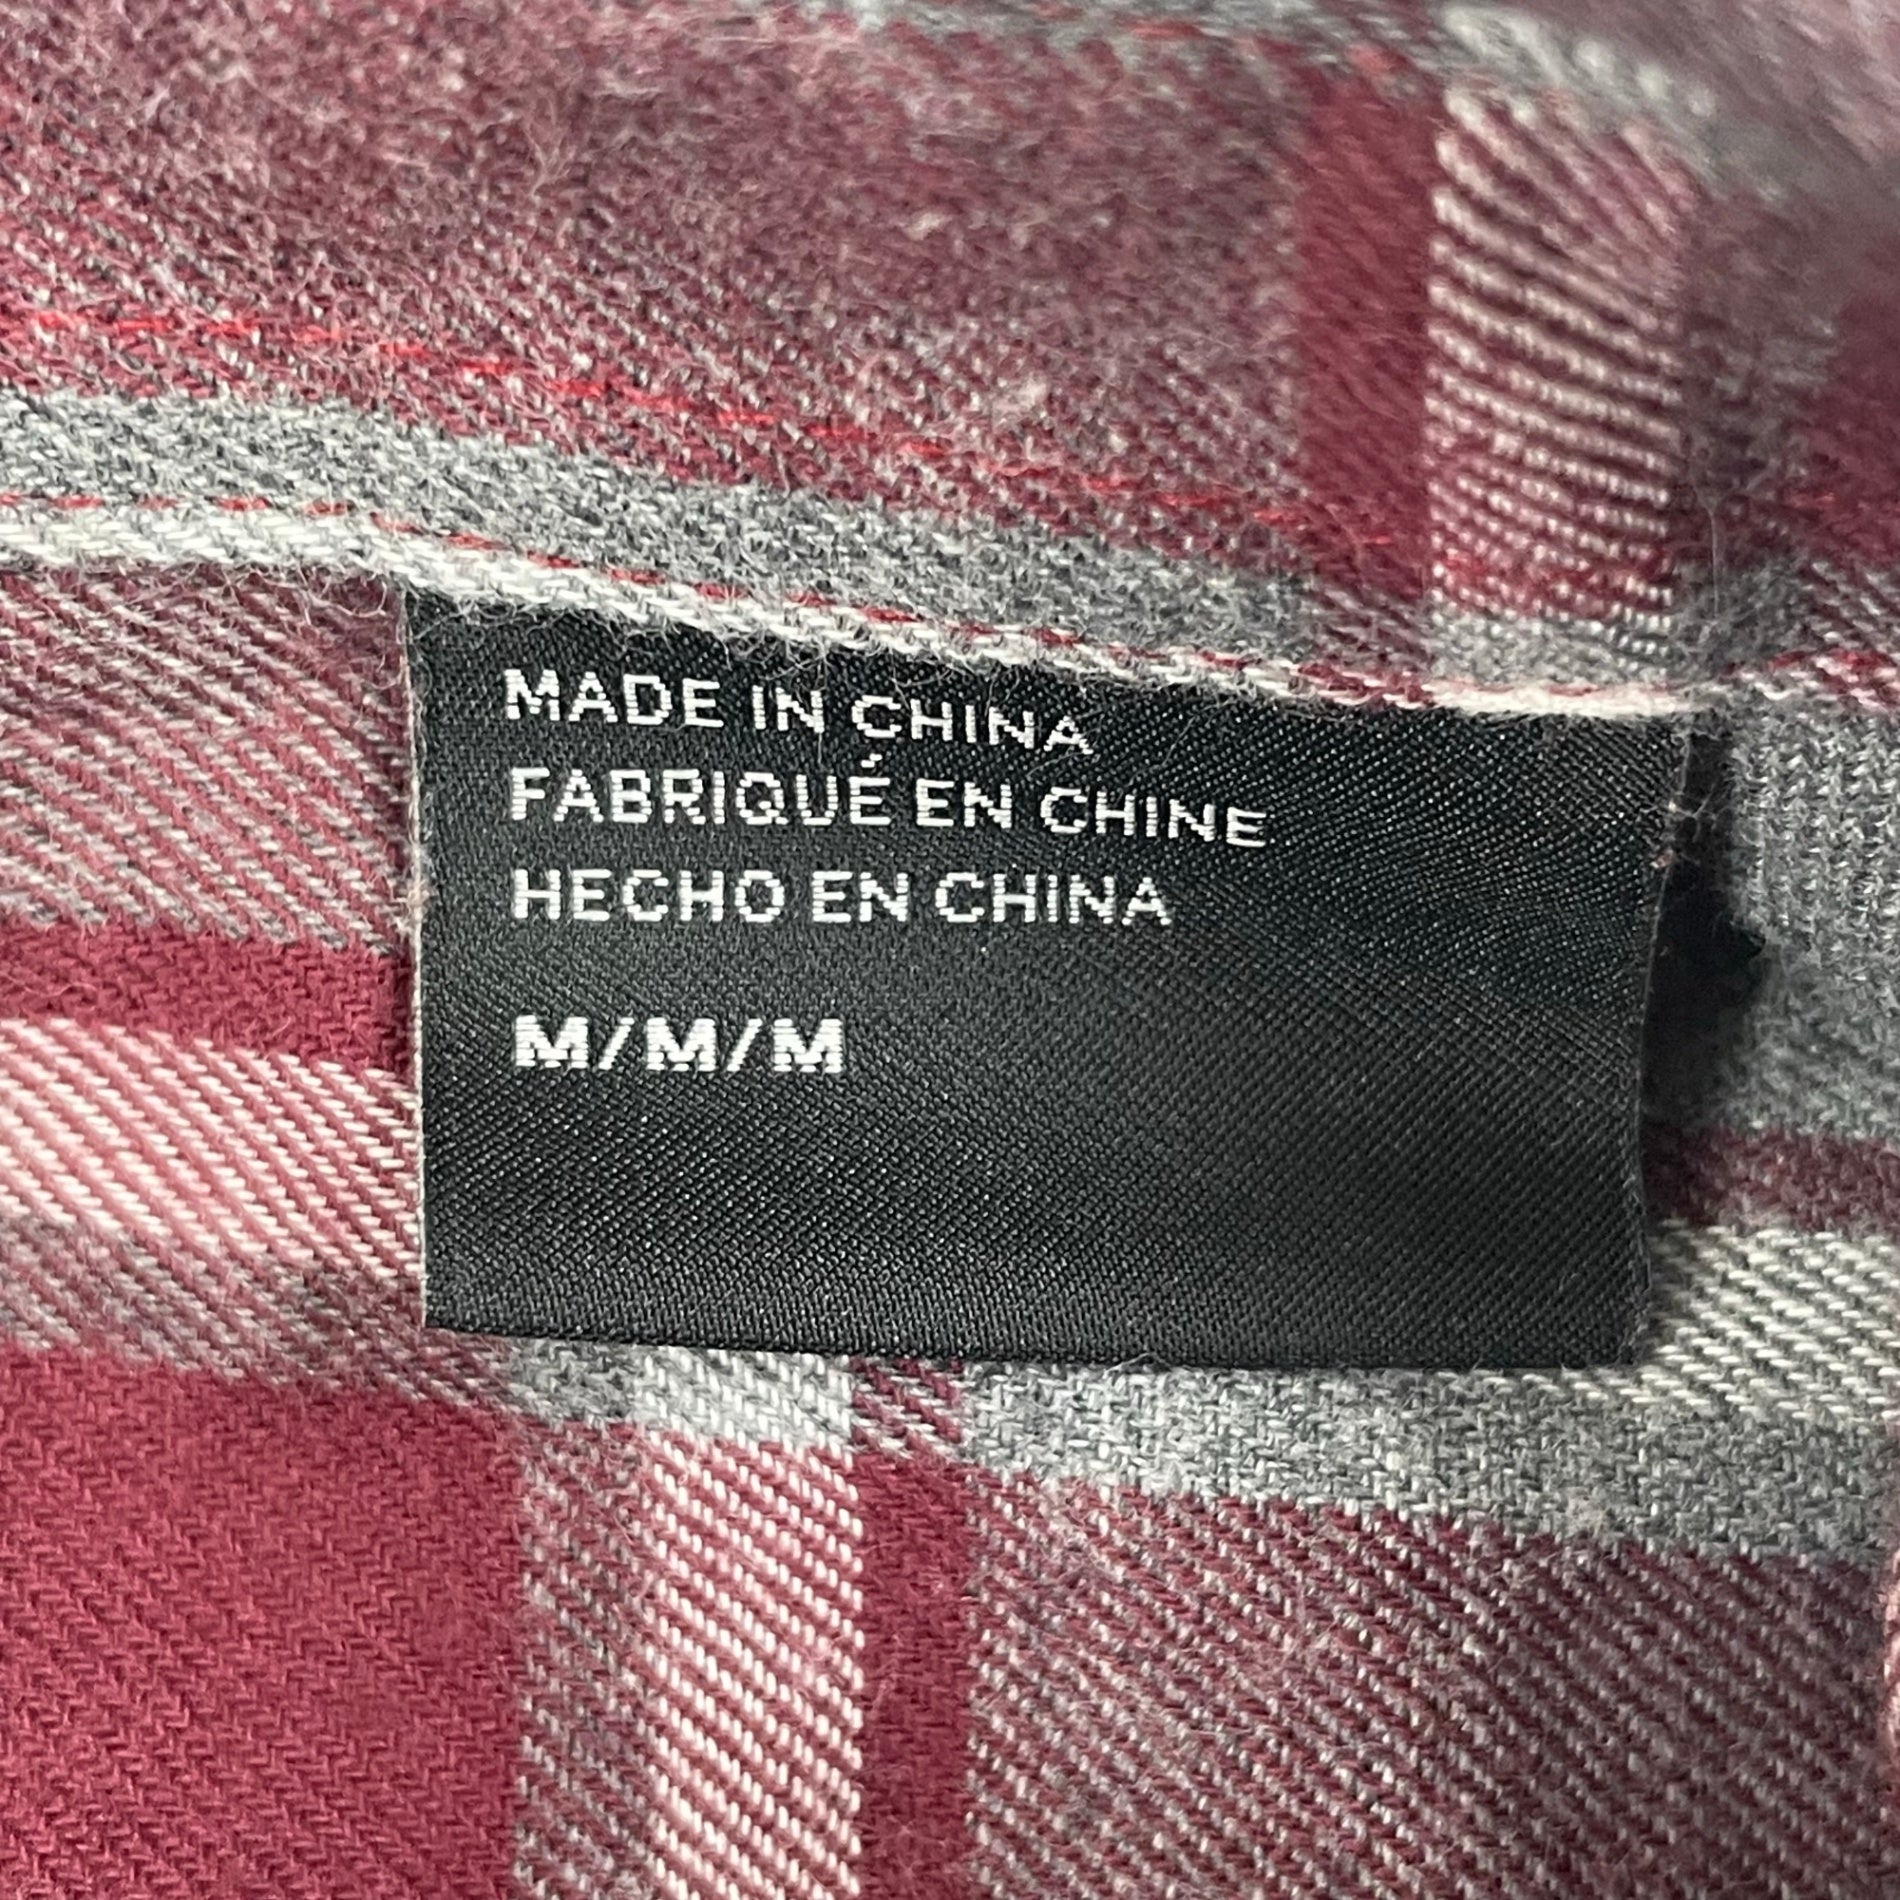 MADE IN CHINA
FABRIQUÉ EN CHINE
HECHO EN CHINA
M/M/M